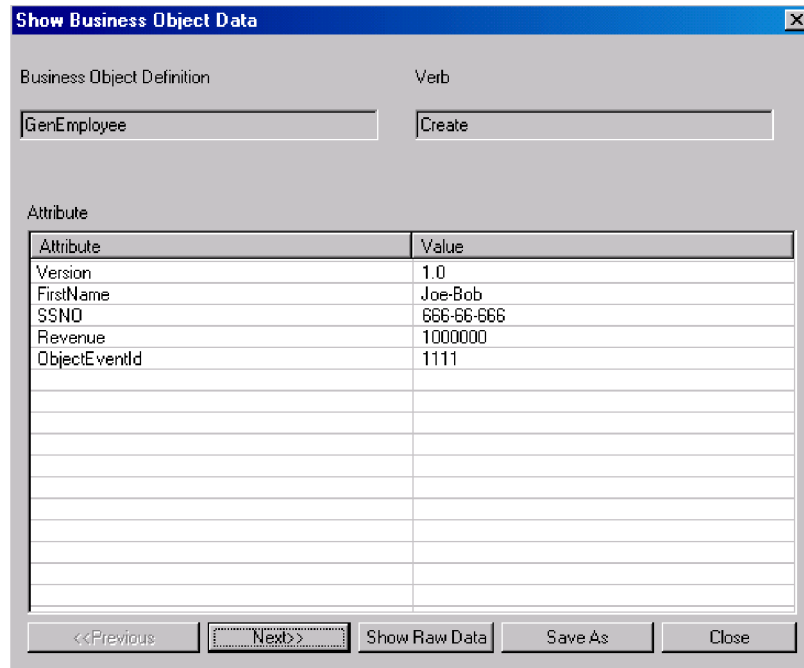 Show Business Object Data
Business Object Definition Verb
GenEmployee Create
Attribute
Attribute Value
Version 1.0
FirstName Joe-Bob
SSNO 666-66-666
Revenue 1000000
ObjectEventId 1111
<<Previous Next>> Show Raw Data Save As Close